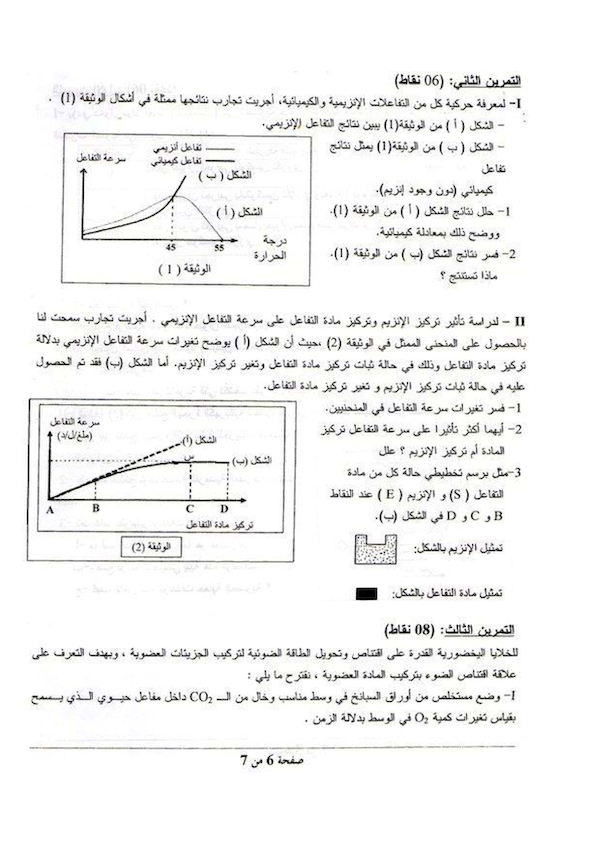 التمرين الثاني: (06 نقاط)
I- لمعرفة حركية كل من التفاعلات الإنزيمية والكيميائية، أجريت تجارب نتائجها ممثلة في أشكال الوثيقة (1) .
- الشكل ( أ ) من الوثيقة(1) يبين نتائج التفاعل الإنزيمي.
- الشكل ( ب ) من الوثيقة(1) يمثل نتائج
تفاعل
كيميائي (دون وجود إنزيم).
1- حلل نتائج الشكل ( أ ) من الوثيقة (1).
ووضح ذلك بمعادلة كيميائية.
2- فسر نتائج الشكل (ب ) من الوثيقة (1).
ماذا تستنتج ؟
تفاعل أنزيمي
تفاعل كيميائي
سرعة التفاعل
الشكل ( ب )
الشكل ( أ )
45
55
درجة
الحرارة
الوثيقة ( 1 )
II - لدراسة تأثير تركيز الإنزيم وتركيز مادة التفاعل على سرعة التفاعل الإنزيمي . أجريت تجارب سمحت لنا
بالحصول على المنحنى الممثل في الوثيقة (2) ،حيث أن الشكل (أ ) يوضح تغيرات سرعة التفاعل الإنزيمي بدلالة
تركيز مادة التفاعل وذلك في حالة ثبات تركيز مادة التفاعل وتغير تركيز الإنزيم. أما الشكل (ب) فقد تم الحصول
عليه في حالة ثبات تركيز الإنزيم و تغير تركيز مادة التفاعل.
1- فسر تغيرات سرعة التفاعل في المنحنيين.
2- أيهما أكثر تأثيرا على سرعة التفاعل تركيز
المادة أم تركيز الإنزيم ؟ علل
3-مثل برسم تخطيطي حالة كل من مادة
التفاعل ( S) و الإنزيم ( E ) عند النقاط
B و C و D في الشكل (ب).
تمثيل الإنزيم بالشكل:
تمثيل مادة التفاعل بالشكل:
سرعة التفاعل
(ملغ/ل/د)
الشكل (أ)
س
الشكل (ب)
A B C D
تركيز مادة التفاعل
الوثيقة (2)
التمرين الثالث: (08 نقاط)
للخلايا اليخضورية القدرة على اقتناص وتحويل الطاقة الضوئية لتركيب الجزيئات العضوية ، وبهدف التعرف على
علاقة اقتناص الضوء بتركيب المادة العضوية ، نقترح ما يلي :
I- وضع مستخلص من أوراق السبانخ في وسط مناسب وخال من الـــ CO2 داخل مفاعل حيــوي الــذي يــسمح
بقياس تغيرات كمية O2 في الوسط بدلالة الزمن .
صفحة 6 من 7